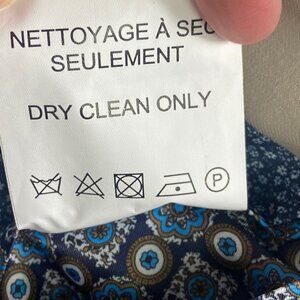 NETTOYAGE À SEC
SEULEMENT
DRY CLEAN ONLY
P